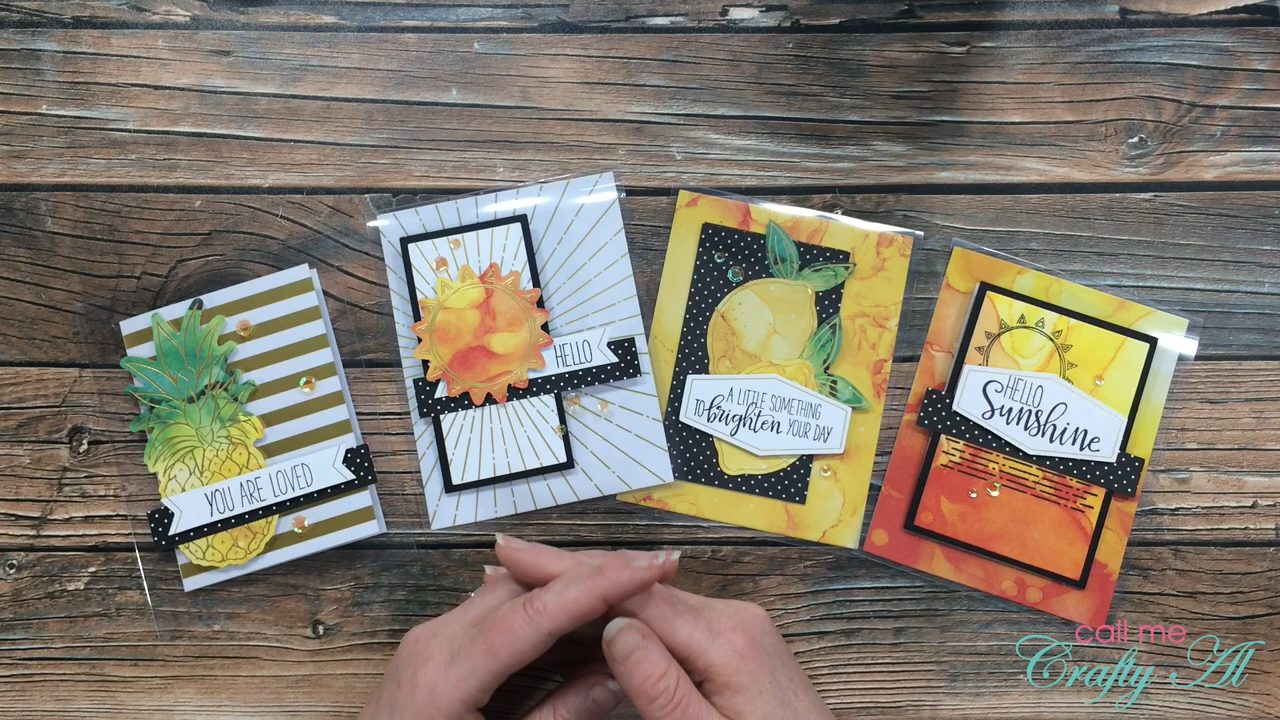 YOU ARE LOVED
HELLO
A LITTLE SOMETHING
TO brighten YOUR DAY
HELLO
Sunshine
call me
Crafty Al